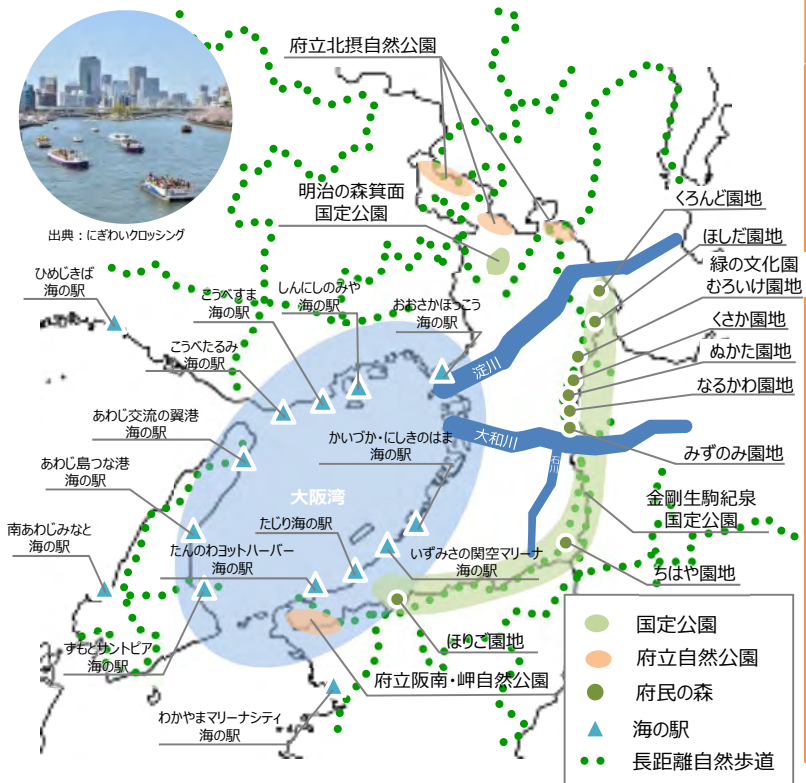 府立北摂自然公園
明治の森箕面
国定公園
出典：にぎわいクロッシング
くろんど園地
ほしだ園地
緑の文化園
むろいけ園地
くさか園地
ぬかた園地
なるかわ園地
みずのみ園地
ひめじきば
海の駅
こうべすま
海の駅
しんにしのみや
海の駅
おおさかほっこう
海の駅
こうべたるみ
海の駅
淀川
あわじ交流の翼港
海の駅
かいづか・にしきのはま
海の駅
大和川
石川
あわじ島つな港
海の駅
大阪湾
金剛生駒紀泉
国定公園
南あわじみなと
海の駅
たじり海の駅
たんのわヨットハーバー
海の駅
いずみさの関空マリーナ
海の駅
ちはや園地
すもとサントピア
海の駅
ほりご園地
府立阪南・岬自然公園
わかやまマリーナシティ
海の駅
国定公園
府立自然公園
府民の森
海の駅
長距離自然歩道